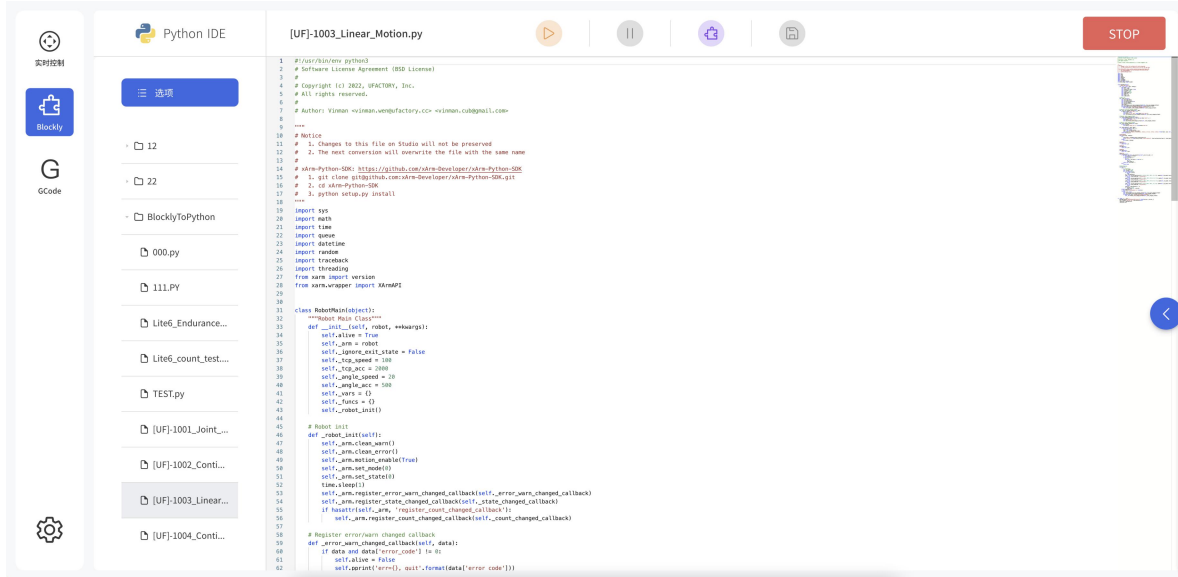 实时控制
Blockly
GCode
Python IDE
选项
12
22
BlocklyToPython
000.py
111.PY
Lite6_Endurance...
Lite6_count_test....
TEST.py
[UF]-1001_Joint_...
[UF]-1002_Conti...
[UF]-1003_Linear...
[UF]-1004_Conti...
[UF]-1003_Linear_Motion.py
STOP
1 #!/usr/bin/env python3
2 # Software License Agreement (BSD License)
3 #
4 # Copyright (c) 2022, UFACTORY, Inc.
5 # All rights reserved.
6 #
7 # Author: Vinman <vinman.wen@ufactory.cc> <vinman.cub@gmail.com>
8
9 """
10 # Notice
11 #   1. Changes to this file on Studio will not be preserved
12 #   2. The next conversion will overwrite the file with the same name
13 #
14 # xArm-Python-SDK: https://github.com/xArm-Developer/xArm-Python-SDK
15 #   1. git clone git@github.com:xArm-Developer/xArm-Python-SDK.git
16 #   2. cd xArm-Python-SDK
17 #   3. python setup.py install
18 """
19 import sys
20 import math
21 import time
22 import queue
23 import datetime
24 import random
25 import traceback
26 import threading
27 from xarm import version
28 from xarm.wrapper import XArmAPI
29
30
31 class RobotMain(object):
32     """Robot Main Class"""
33     def __init__(self, robot, **kwargs):
34         self.alive = True
35         self._arm = robot
36         self._ignore_exit_state = False
37         self._tcp_speed = 100
38         self._tcp_acc = 2000
39         self._angle_speed = 20
40         self._angle_acc = 500
41         self._vars = {}
42         self._funcs = {}
43         self._robot_init()
44
45     # Robot init
46     def _robot_init(self):
47         self._arm.clean_warn()
48         self._arm.clean_error()
49         self._arm.motion_enable(True)
50         self._arm.set_mode(0)
51         self._arm.set_state(0)
52         time.sleep(1)
53         self._arm.register_error_warn_changed_callback(self._error_warn_changed_callback)
54         self._arm.register_state_changed_callback(self._state_changed_callback)
55         if hasattr(self._arm, 'register_count_changed_callback'):
56             self._arm.register_count_changed_callback(self._count_changed_callback)
57
58     # Register error/warn changed callback
59     def _error_warn_changed_callback(self, data):
60         if data and data['error_code'] != 0:
61             self.alive = False
62             self.pprint('err={}, quit'.format(data['error_code']))